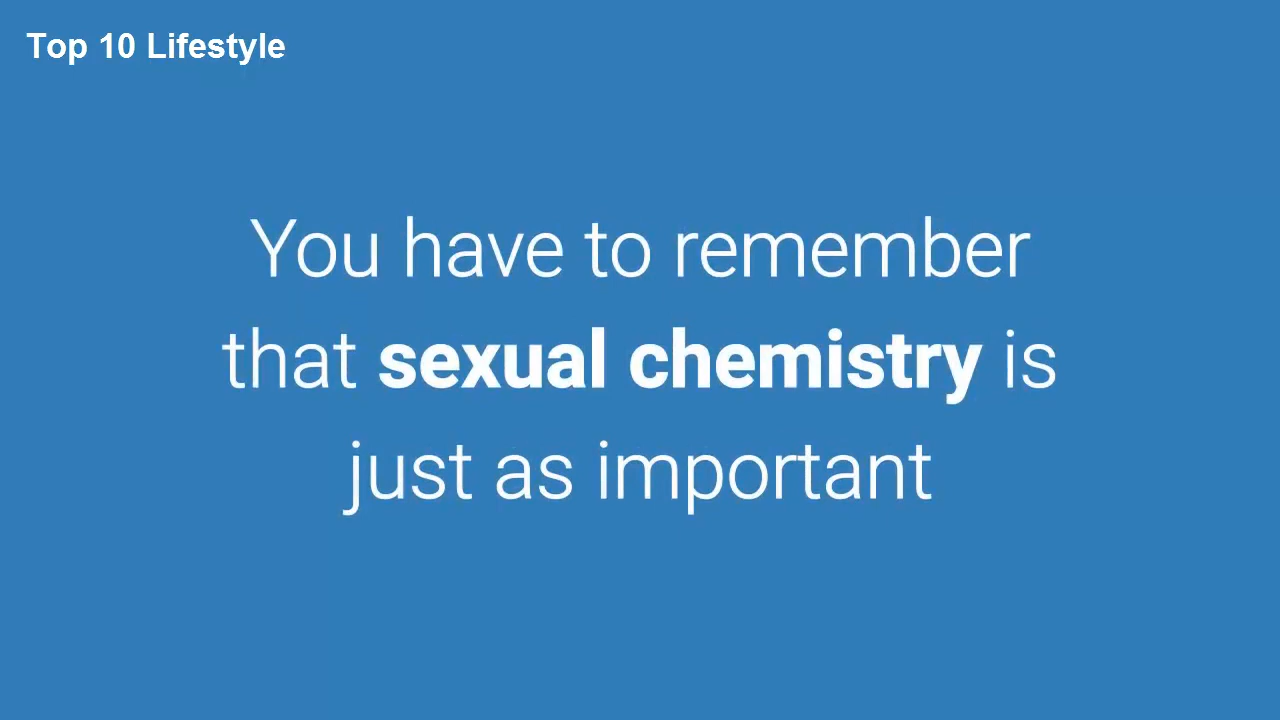 Top 10 Lifestyle
You have to remember
that sexual chemistry is
just as important